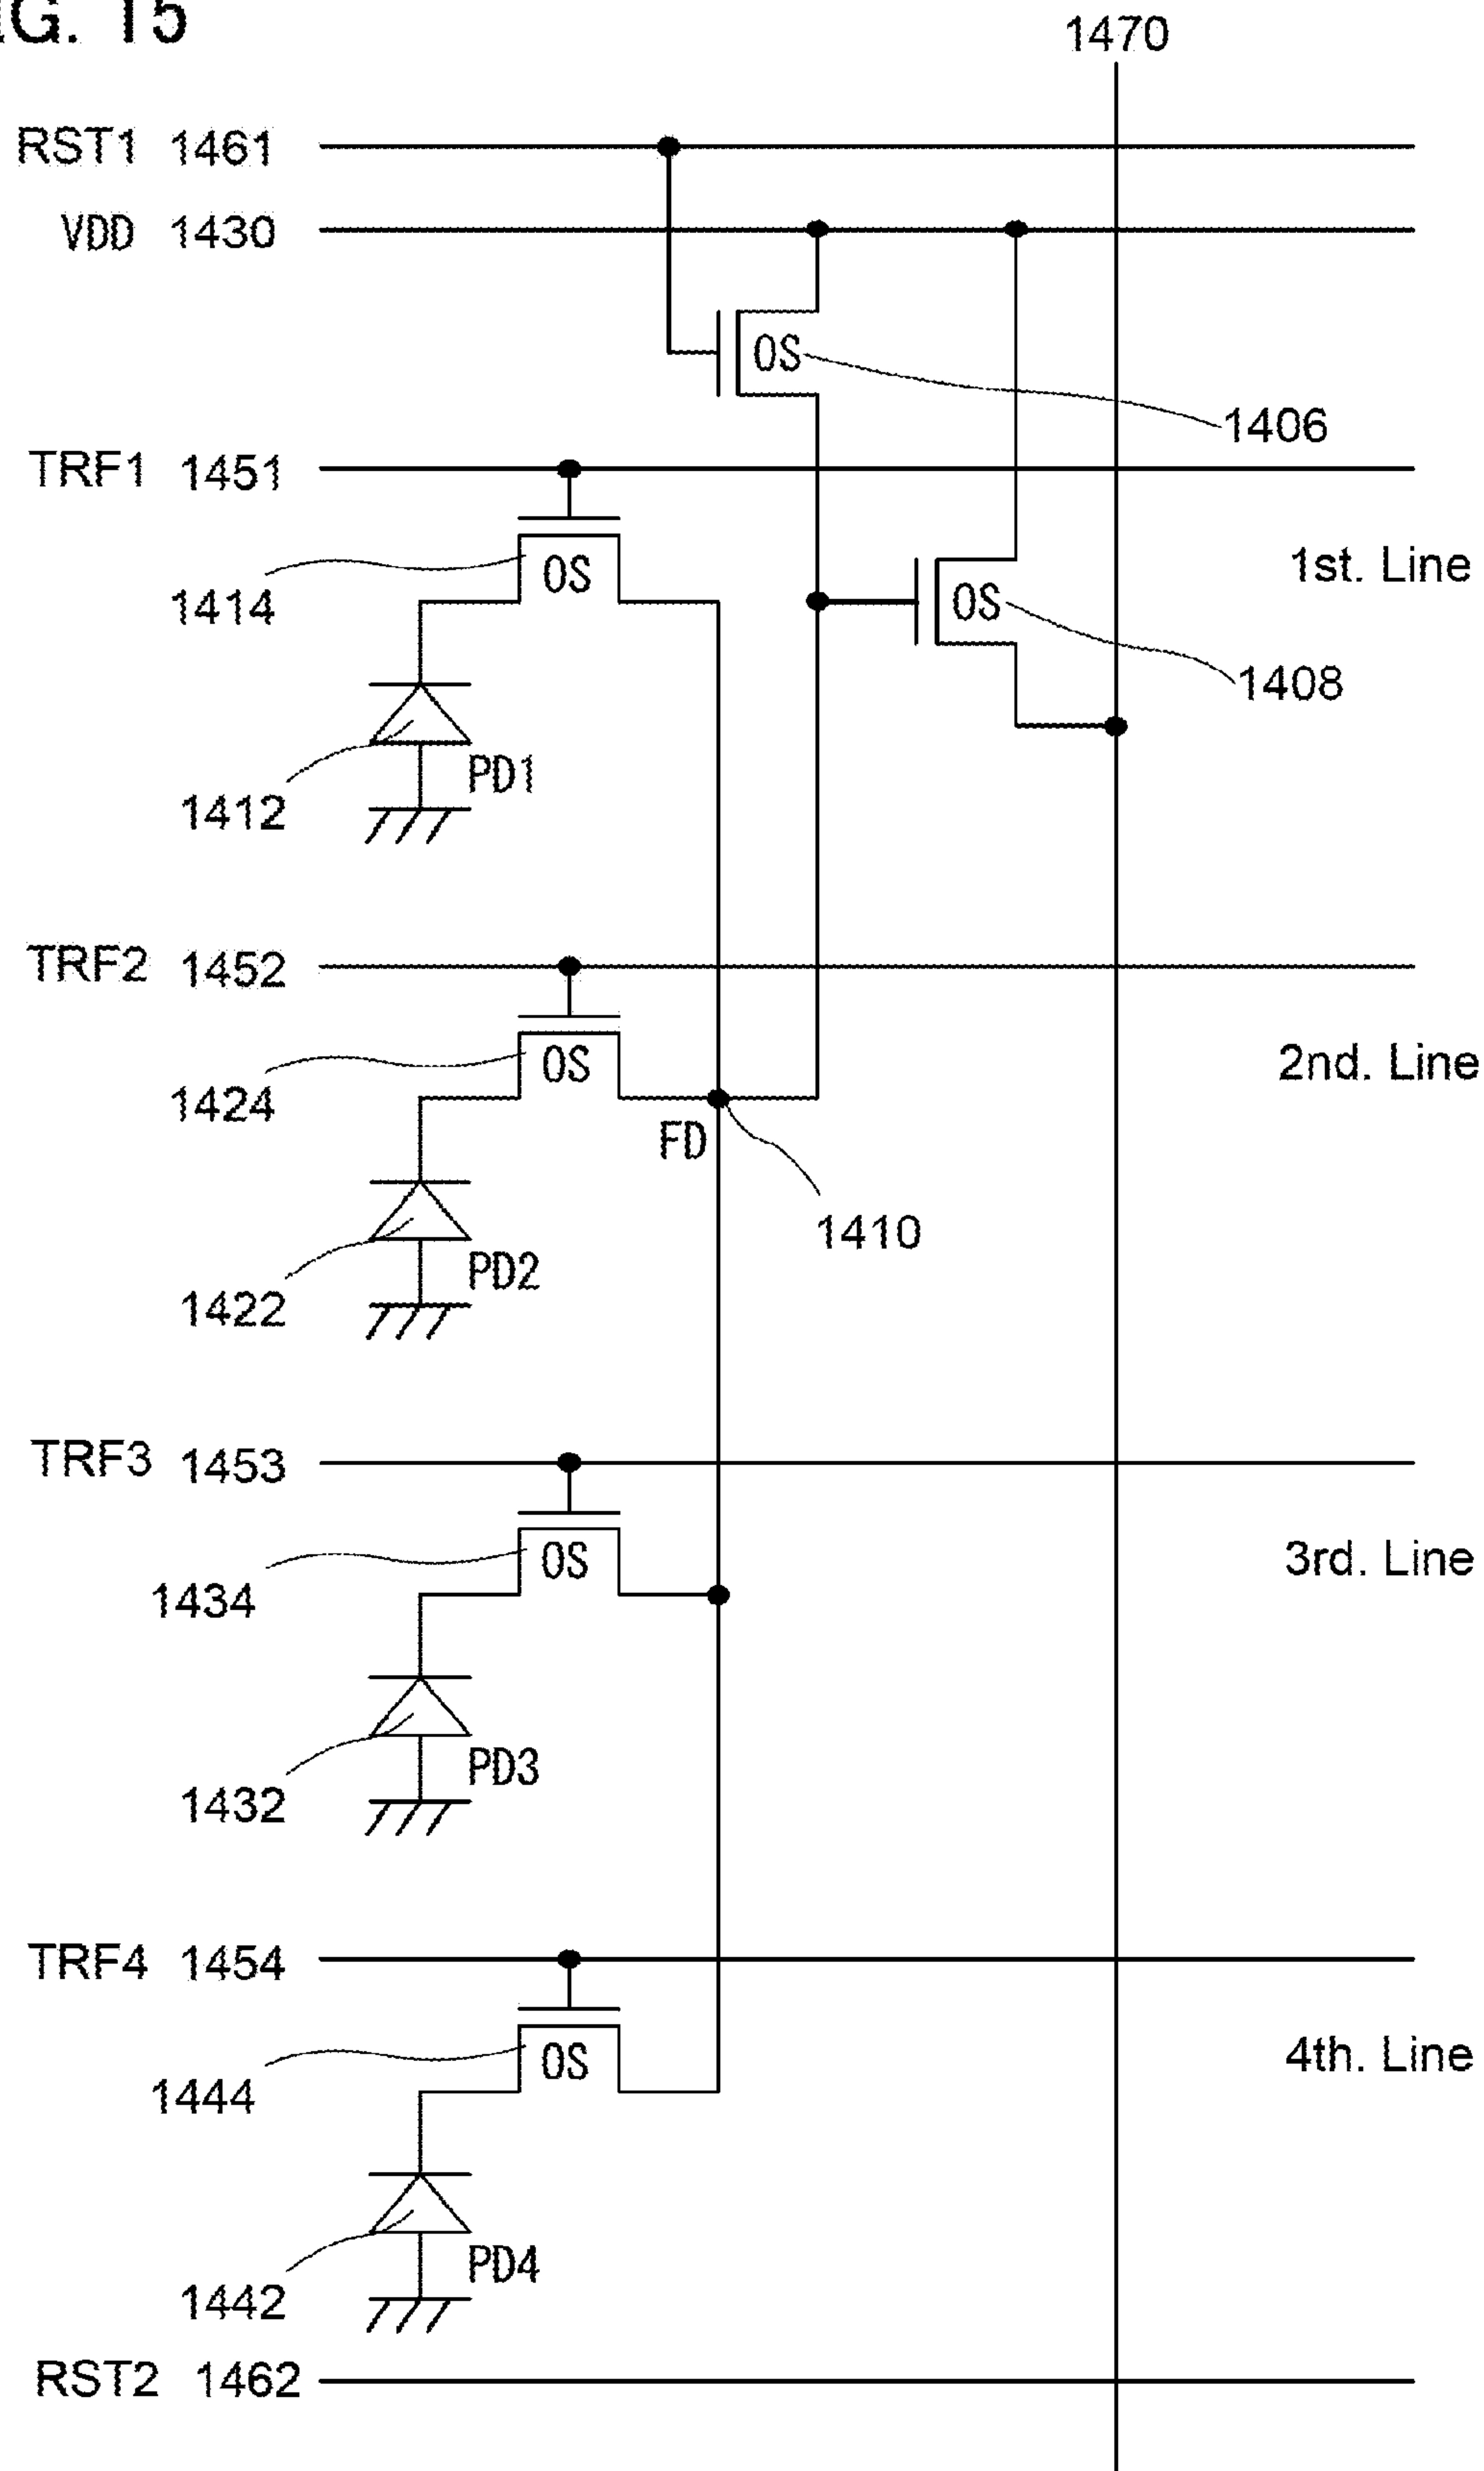 G. 15
1470
RST1 1461
VDD 1430
OS
1406
TRF1 1451
1st. Line
OS
1414
OS
1408
PD1
1412
TRF2 1452
2nd. Line
OS
1424
FD
1410
PD2
1422
TRF3 1453
3rd. Line
OS
1434
PD3
1432
TRF4 1454
4th. Line
OS
1444
PD4
1442
RST2 1462